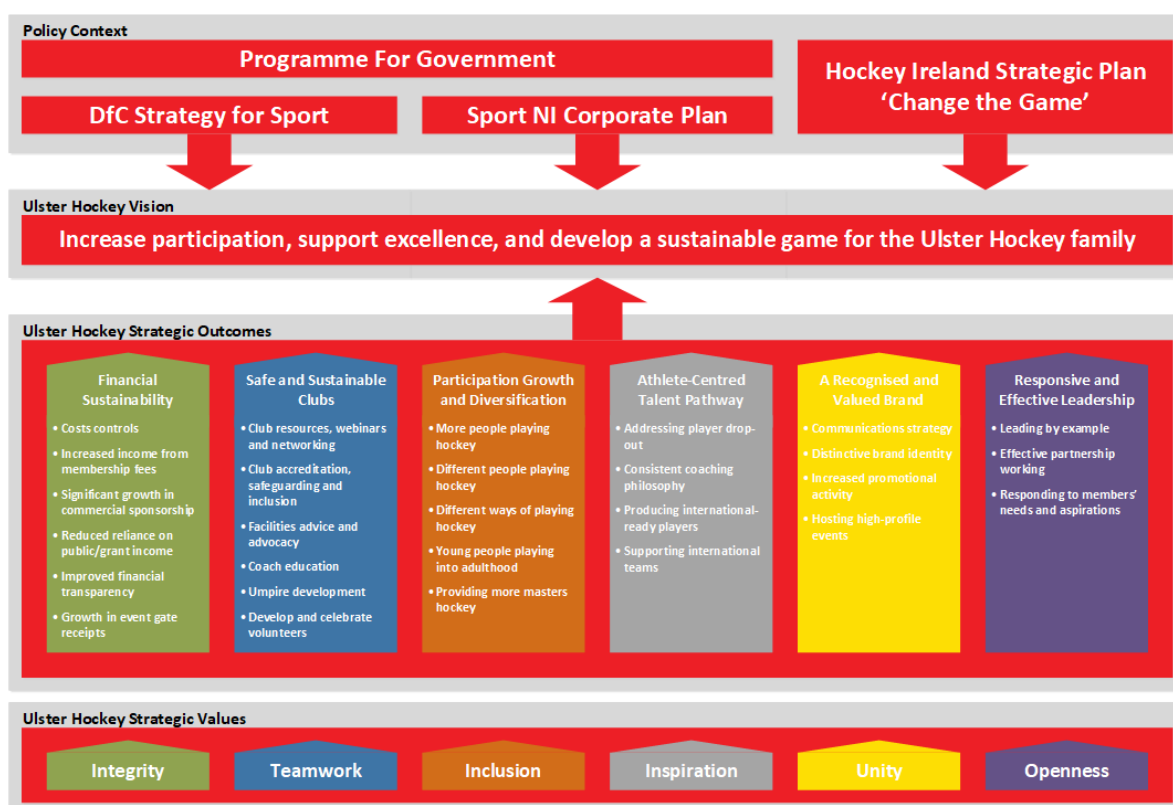 Policy Context
Programme For Government
DfC Strategy for Sport
Sport NI Corporate Plan
Hockey Ireland Strategic Plan
‘Change the Game’
Ulster Hockey Vision
Increase participation, support excellence, and develop a sustainable game for the Ulster Hockey family
Ulster Hockey Strategic Outcomes
Financial
Sustainability
• Costs controls
• Increased income from
membership fees
• Significant growth in
commercial sponsorship
• Reduced reliance on
public/grant income
• Improved financial
transparency
• Growth in event gate
receipts
Safe and Sustainable
Clubs
• Club resources, webinars
and networking
• Club accreditation,
safeguarding and
inclusion
• Facilities advice and
advocacy
• Coach education
• Umpire development
• Develop and celebrate
volunteers
Participation Growth
and Diversification
• More people playing
hockey
• Different people playing
hockey
• Different ways of playing
hockey
• Young people playing
into adulthood
• Providing more masters
hockey
Athlete-Centred
Talent Pathway
• Addressing player drop-
out
• Consistent coaching
philosophy
• Producing international-
ready players
• Supporting international
teams
A Recognised and
Valued Brand
• Communications strategy
• Distinctive brand identity
• Increased promotional
activity
• Hosting high-profile
events
Responsive and
Effective Leadership
• Leading by example
• Effective partnership
working
• Responding to members’
needs and aspirations
Ulster Hockey Strategic Values
Integrity
Teamwork
Inclusion
Inspiration
Unity
Openness